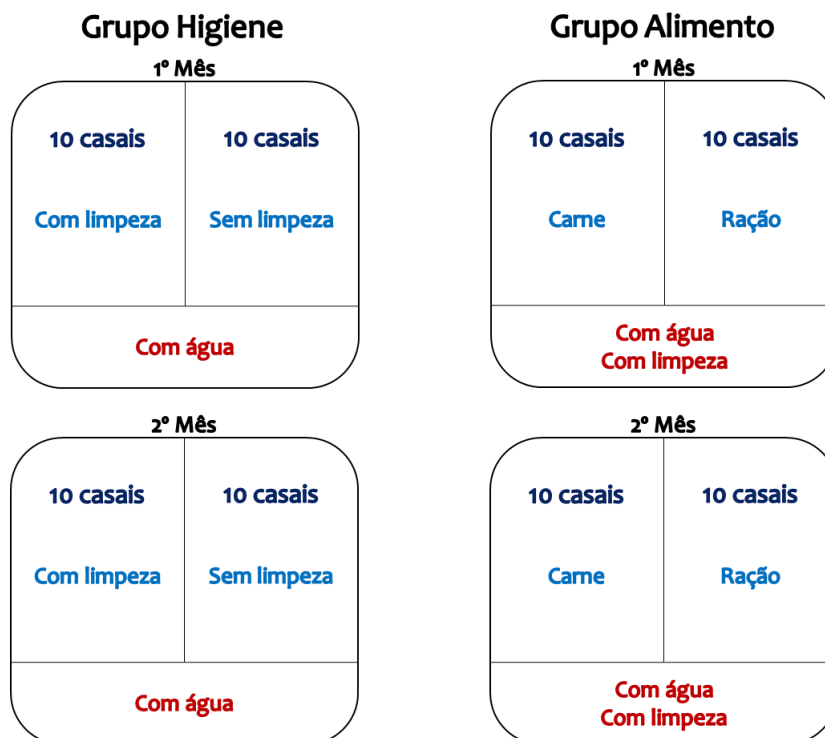 Grupo Higiene
1º Mês
10 casais
10 casais
Com limpeza
Sem limpeza
Com água
2º Mês
10 casais
10 casais
Com limpeza
Sem limpeza
Com água
Grupo Alimento
1º Mês
10 casais
10 casais
Carne
Ração
Com água
Com limpeza
2º Mês
10 casais
10 casais
Carne
Ração
Com água
Com limpeza